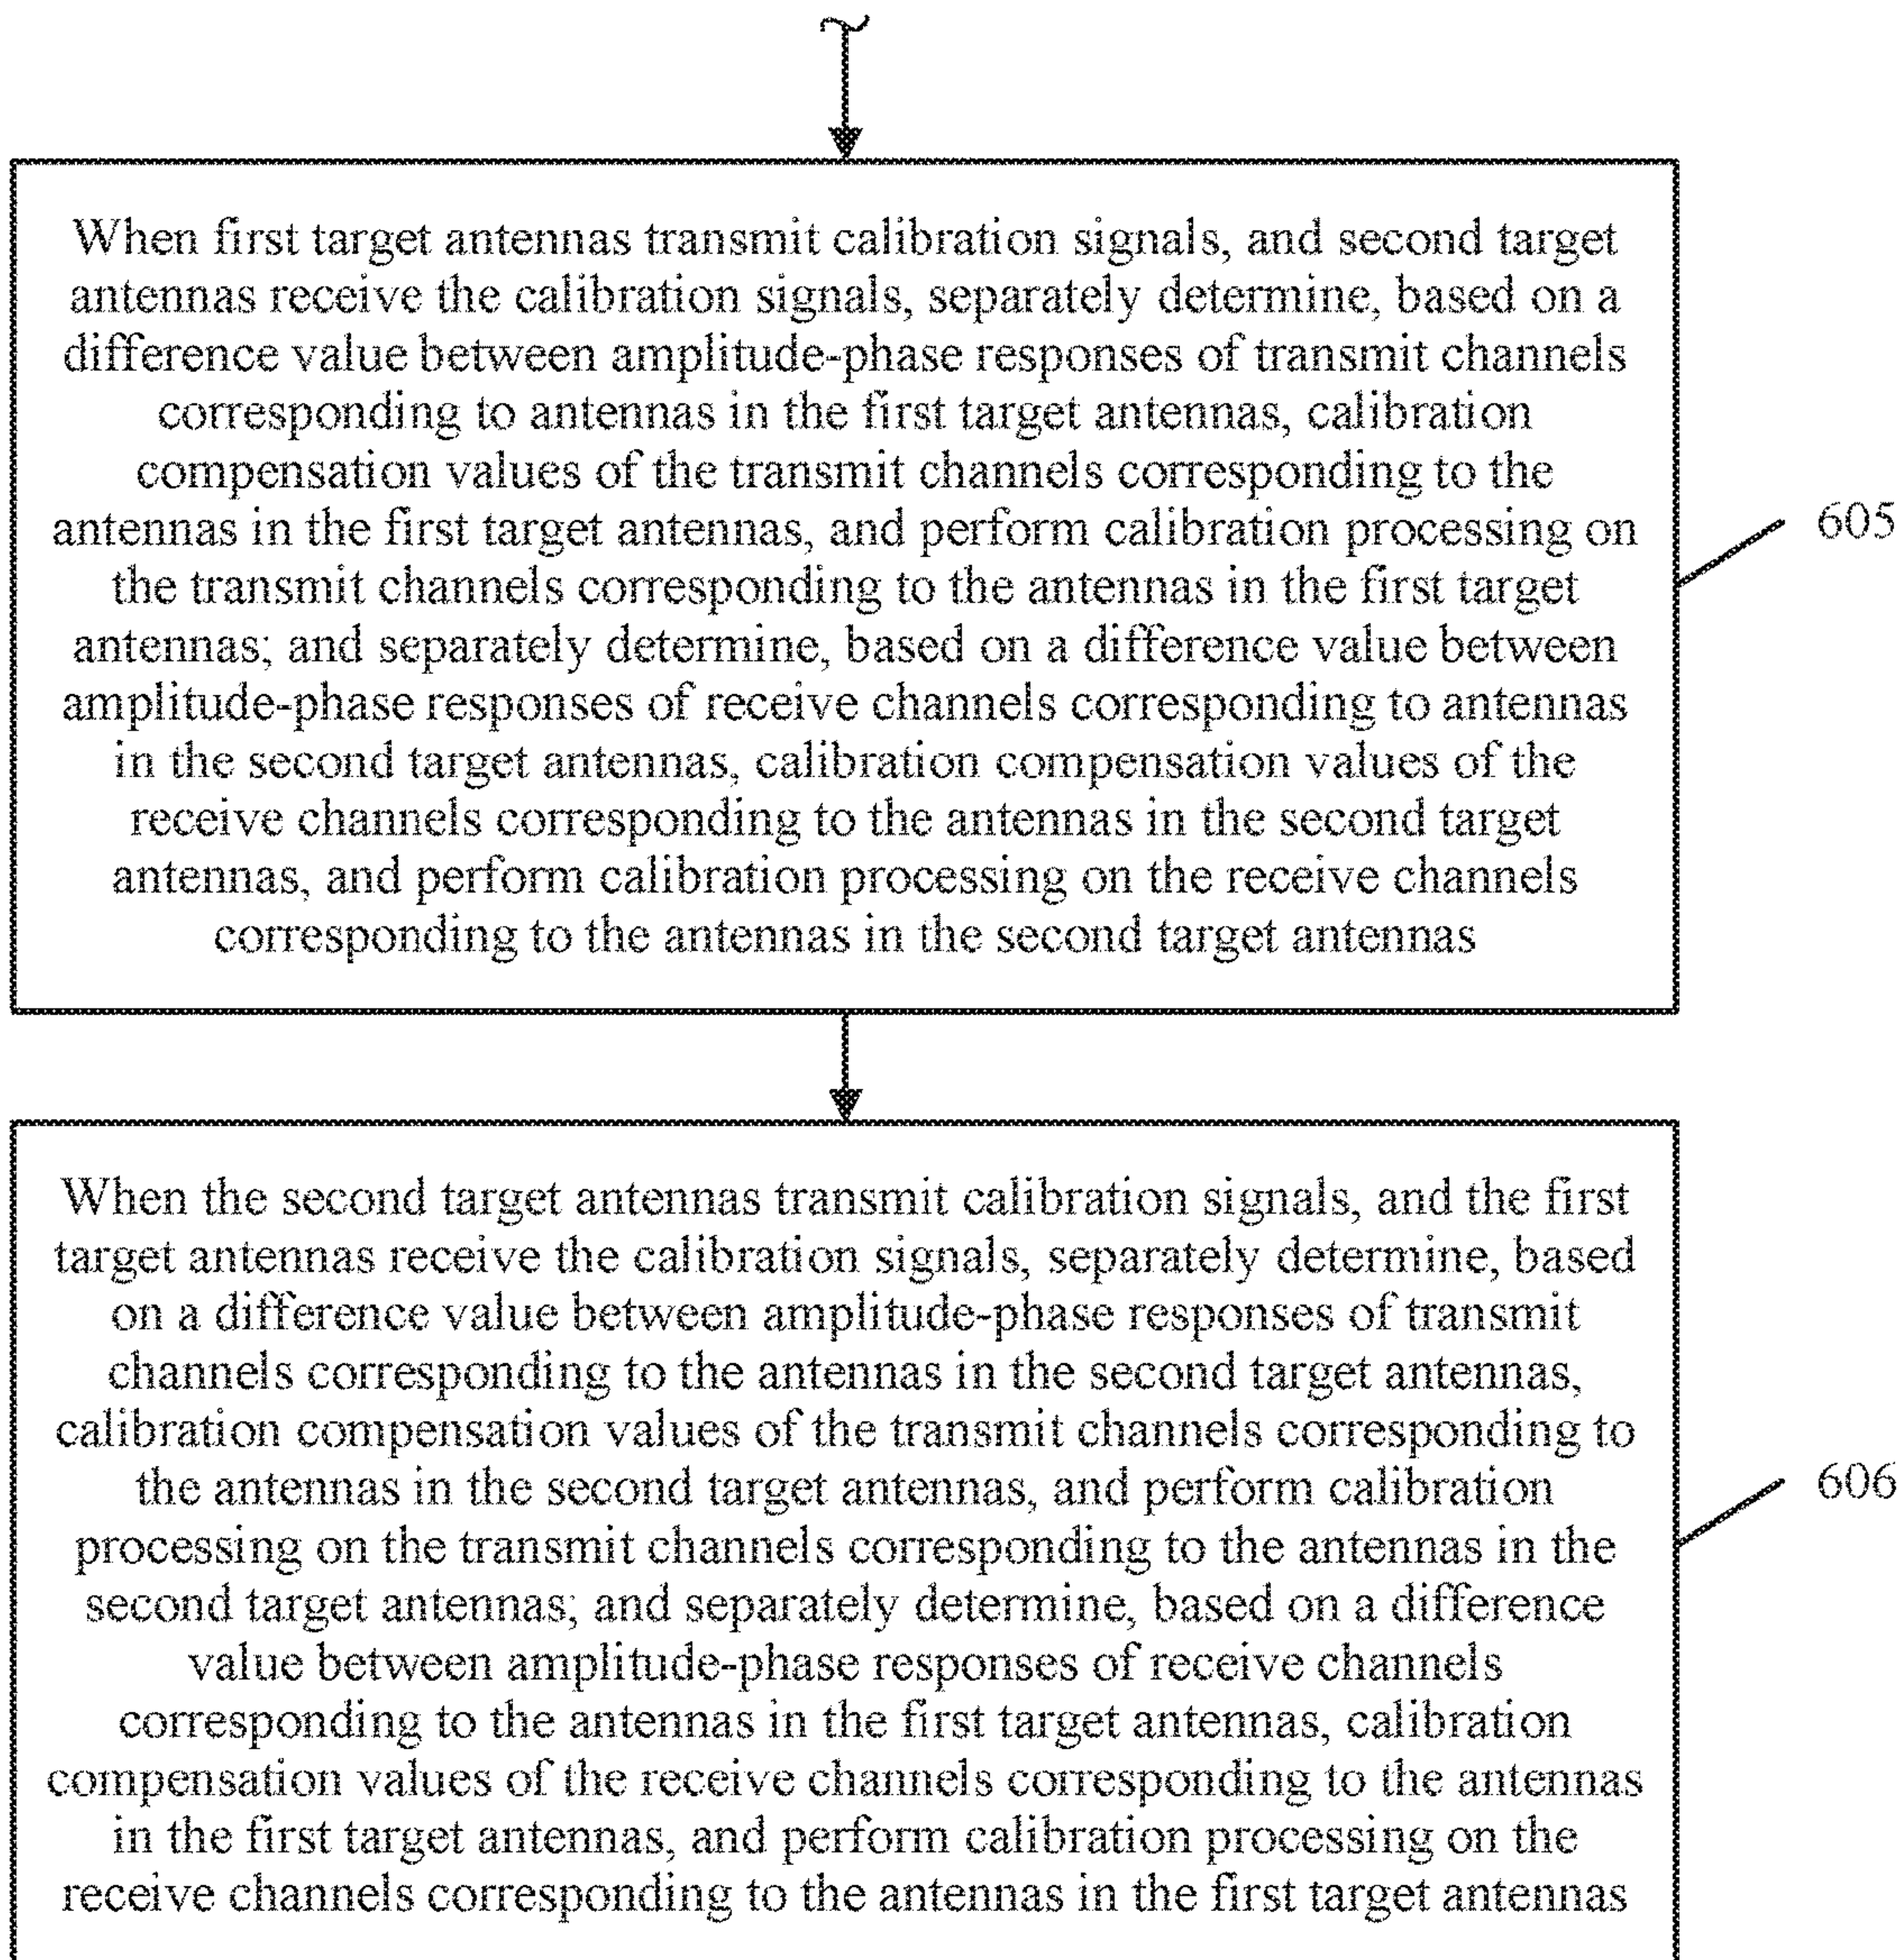 When first target antennas transmit calibration signals, and second target
antennas receive the calibration signals, separately determine, based on a
difference value between amplitude-phase responses of transmit channels
corresponding to antennas in the first target antennas, calibration
compensation values of the transmit channels corresponding to the
antennas in the first target antennas, and perform calibration processing on
the transmit channels corresponding to the antennas in the first target
antennas; and separately determine, based on a difference value between
amplitude-phase responses of receive channels corresponding to antennas
in the second target antennas, calibration compensation values of the
receive channels corresponding to the antennas in the second target
antennas, and perform calibration processing on the receive channels
corresponding to the antennas in the second target antennas
605
When the second target antennas transmit calibration signals, and the first
target antennas receive the calibration signals, separately determine, based
on a difference value between amplitude-phase responses of transmit
channels corresponding to the antennas in the second target antennas,
calibration compensation values of the transmit channels corresponding to
the antennas in the second target antennas, and perform calibration
processing on the transmit channels corresponding to the antennas in the
second target antennas; and separately determine, based on a difference
value between amplitude-phase responses of receive channels
corresponding to the antennas in the first target antennas, calibration
compensation values of the receive channels corresponding to the antennas
in the first target antennas, and perform calibration processing on the
receive channels corresponding to the antennas in the first target antennas
606